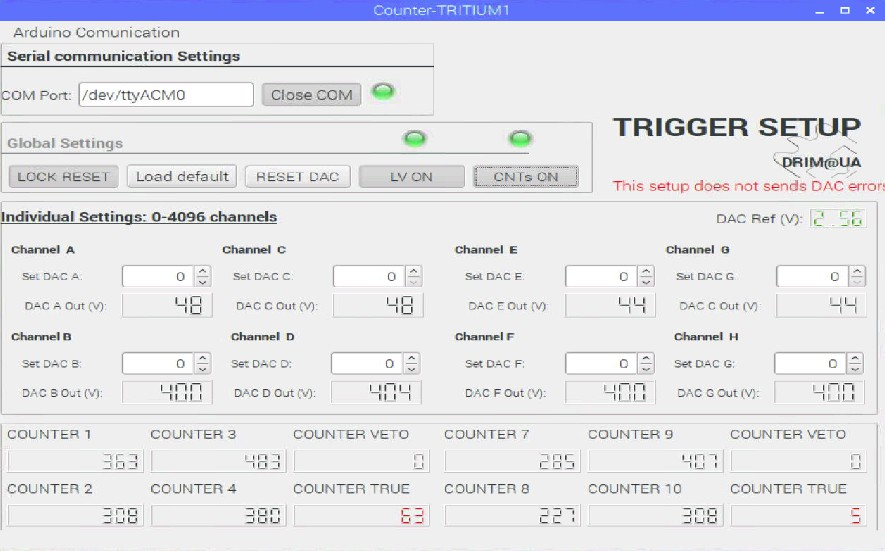 Counter-TRITIUM1
Arduino Comunication
Serial communication Settings
COM Port: /dev/ttyACM0 Close COM
TRIGGER SETUP
DRIM@UA
This setup does not sends DAC errors
Global Settings
LOCK RESET Load default RESET DAC LV ON CNTs ON
Individual Settings: 0-4096 channels
DAC Ref (V): 2.56
Channel A Channel C Channel E Channel G
Set DAC A: 0 Set DAC C: 0 Set DAC E: 0 Set DAC G: 0
DAC A Out (V): 48 DAC C Out (V): 48 DAC E Out (V): 44 DAC C Out (V): 44
Channel B Channel D Channel F Channel H
Set DAC B: 0 Set DAC D: 0 Set DAC F: 0 Set DAC G: 0
DAC B Out (V): 400 DAC D Out (V): 404 DAC F Out (V): 400 DAC G Out (V): 400
COUNTER 1 COUNTER 3 COUNTER VETO COUNTER 7 COUNTER 9 COUNTER VETO
363 483 0 285 407 0
COUNTER 2 COUNTER 4 COUNTER TRUE COUNTER 8 COUNTER 10 COUNTER TRUE
308 380 63 227 308 5